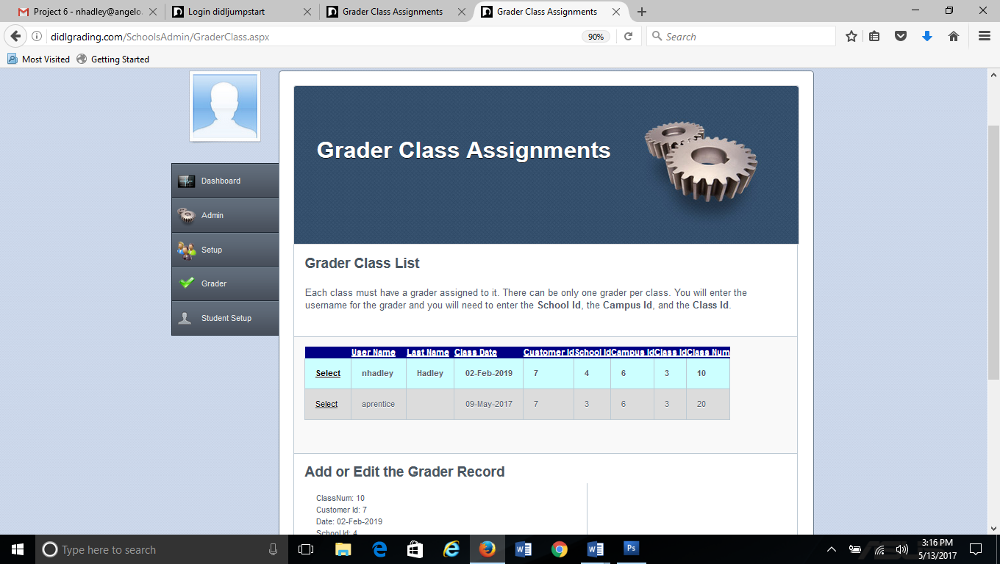 Project 6 - nhadley@angelo.
Login didljumpstart
Grader Class Assignments
Grader Class Assignments
didlgrading.com/SchoolsAdmin/GraderClass.aspx
90%
Search
Most Visited
Getting Started
Grader Class Assignments
Dashboard
Admin
Setup
Grader
Student Setup
Grader Class List
Each class must have a grader assigned to it. There can be only one grader per class. You will enter the
username for the grader and you will need to enter the School Id, the Campus Id, and the Class Id.
User Name Last Name Class Date Customer Id School Id Campus Id Class Id Class Num
Select nhadley Hadley 02-Feb-2019 7 4 6 3 10
Select aprentice 09-May-2017 7 3 6 3 20
Add or Edit the Grader Record
ClassNum: 10
Customer Id: 7
Date: 02-Feb-2019
School Id: 4
Type here to search
3:16 PM
5/13/2017